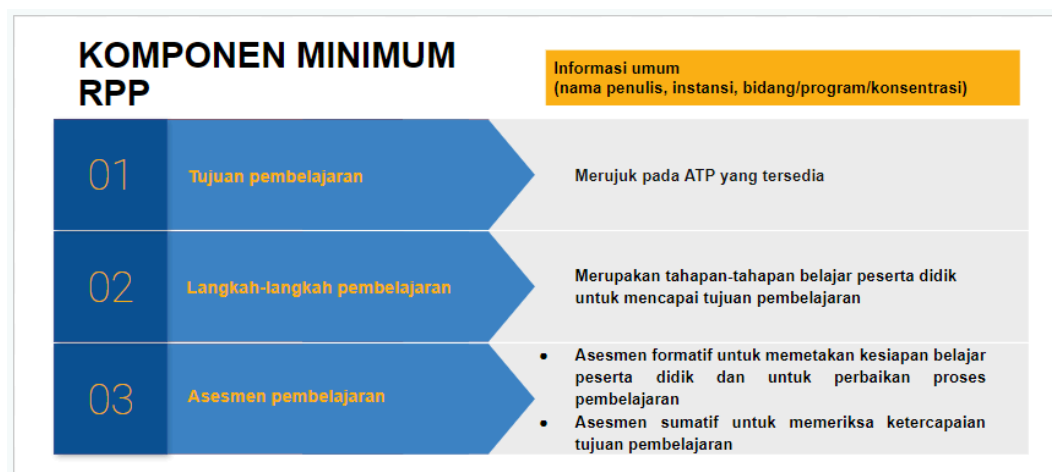 KOMPONEN MINIMUM
RPP
Informasi umum
(nama penulis, instansi, bidang/program/konsentrasi)
01
Tujuan pembelajaran
Merujuk pada ATP yang tersedia
02
Langkah-langkah pembelajaran
Merupakan tahapan-tahapan belajar peserta didik
untuk mencapai tujuan pembelajaran
03
Asesmen pembelajaran
● Asesmen formatif untuk memetakan kesiapan belajar
peserta didik dan untuk perbaikan proses
pembelajaran
● Asesmen sumatif untuk memeriksa ketercapaian
tujuan pembelajaran